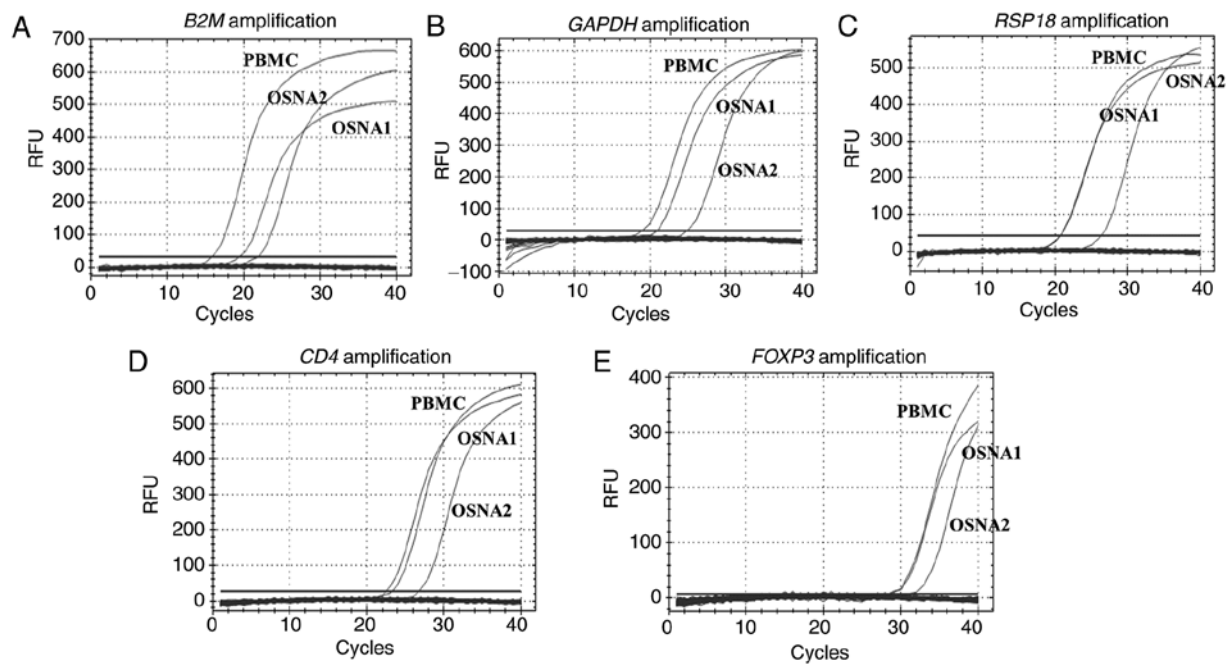 A
B2M amplification
700
600
500
400
300
200
100
0
RFU
PBMC
OSNA2
OSNA1
0
10
20
30
40
Cycles
B
GAPDH amplification
600
500
400
300
200
100
0
−100
RFU
PBMC
OSNA1
OSNA2
0
10
20
30
40
Cycles
C
RSP18 amplification
500
400
300
200
100
0
RFU
OSNA2
OSNA1
0
10
20
30
40
Cycles
D
CD4 amplification
600
500
400
300
200
100
0
RFU
PBMC
OSNA1
OSNA2
0
10
20
30
40
Cycles
E
FOXP3 amplification
400
300
200
100
0
RFU
PBMC
OSNA1
OSNA2
0
10
20
30
40
Cycles